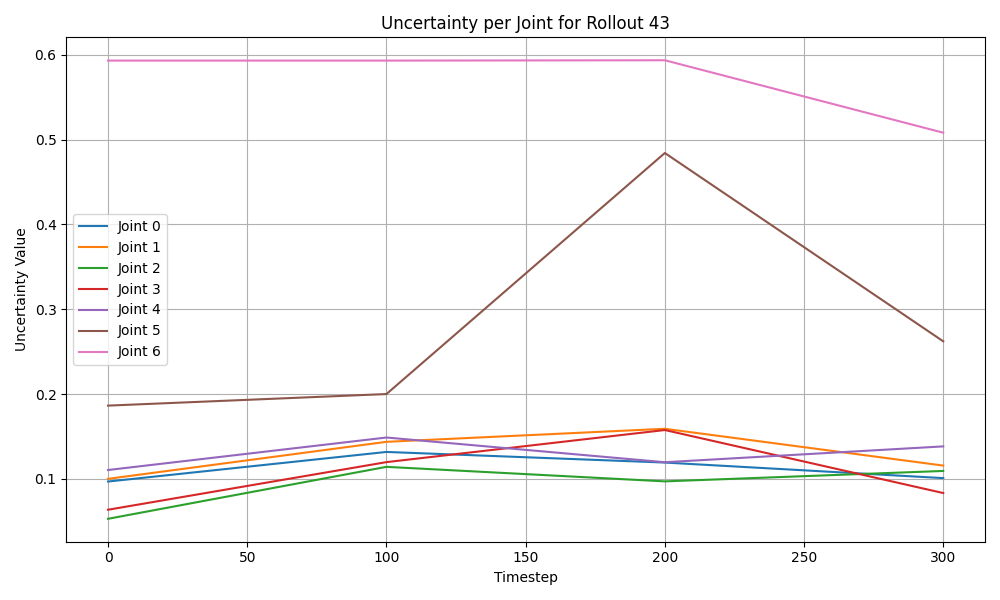 Uncertainty per Joint for Rollout 43
0.6
0.5
0.4
0.3
0.2
0.1
Uncertainty Value
Joint 0
Joint 1
Joint 2
Joint 3
Joint 4
Joint 5
Joint 6
0 50 100 150 200 250 300
Timestep